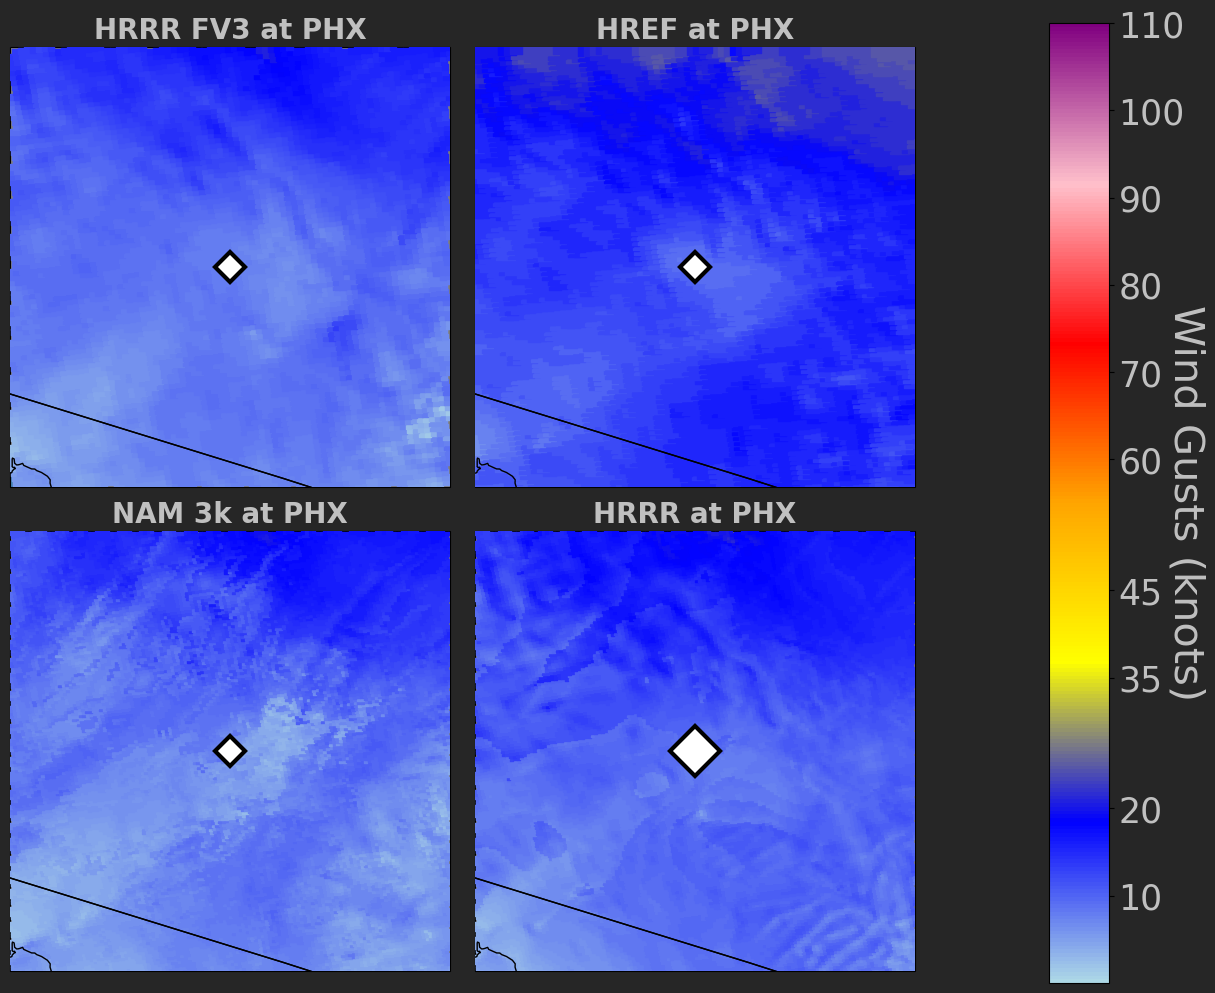 HRRR FV3 at PHX
HREF at PHX
NAM 3k at PHX
HRRR at PHX
110
100
90
80
70
60
45
35
20
10
Wind Gusts (knots)